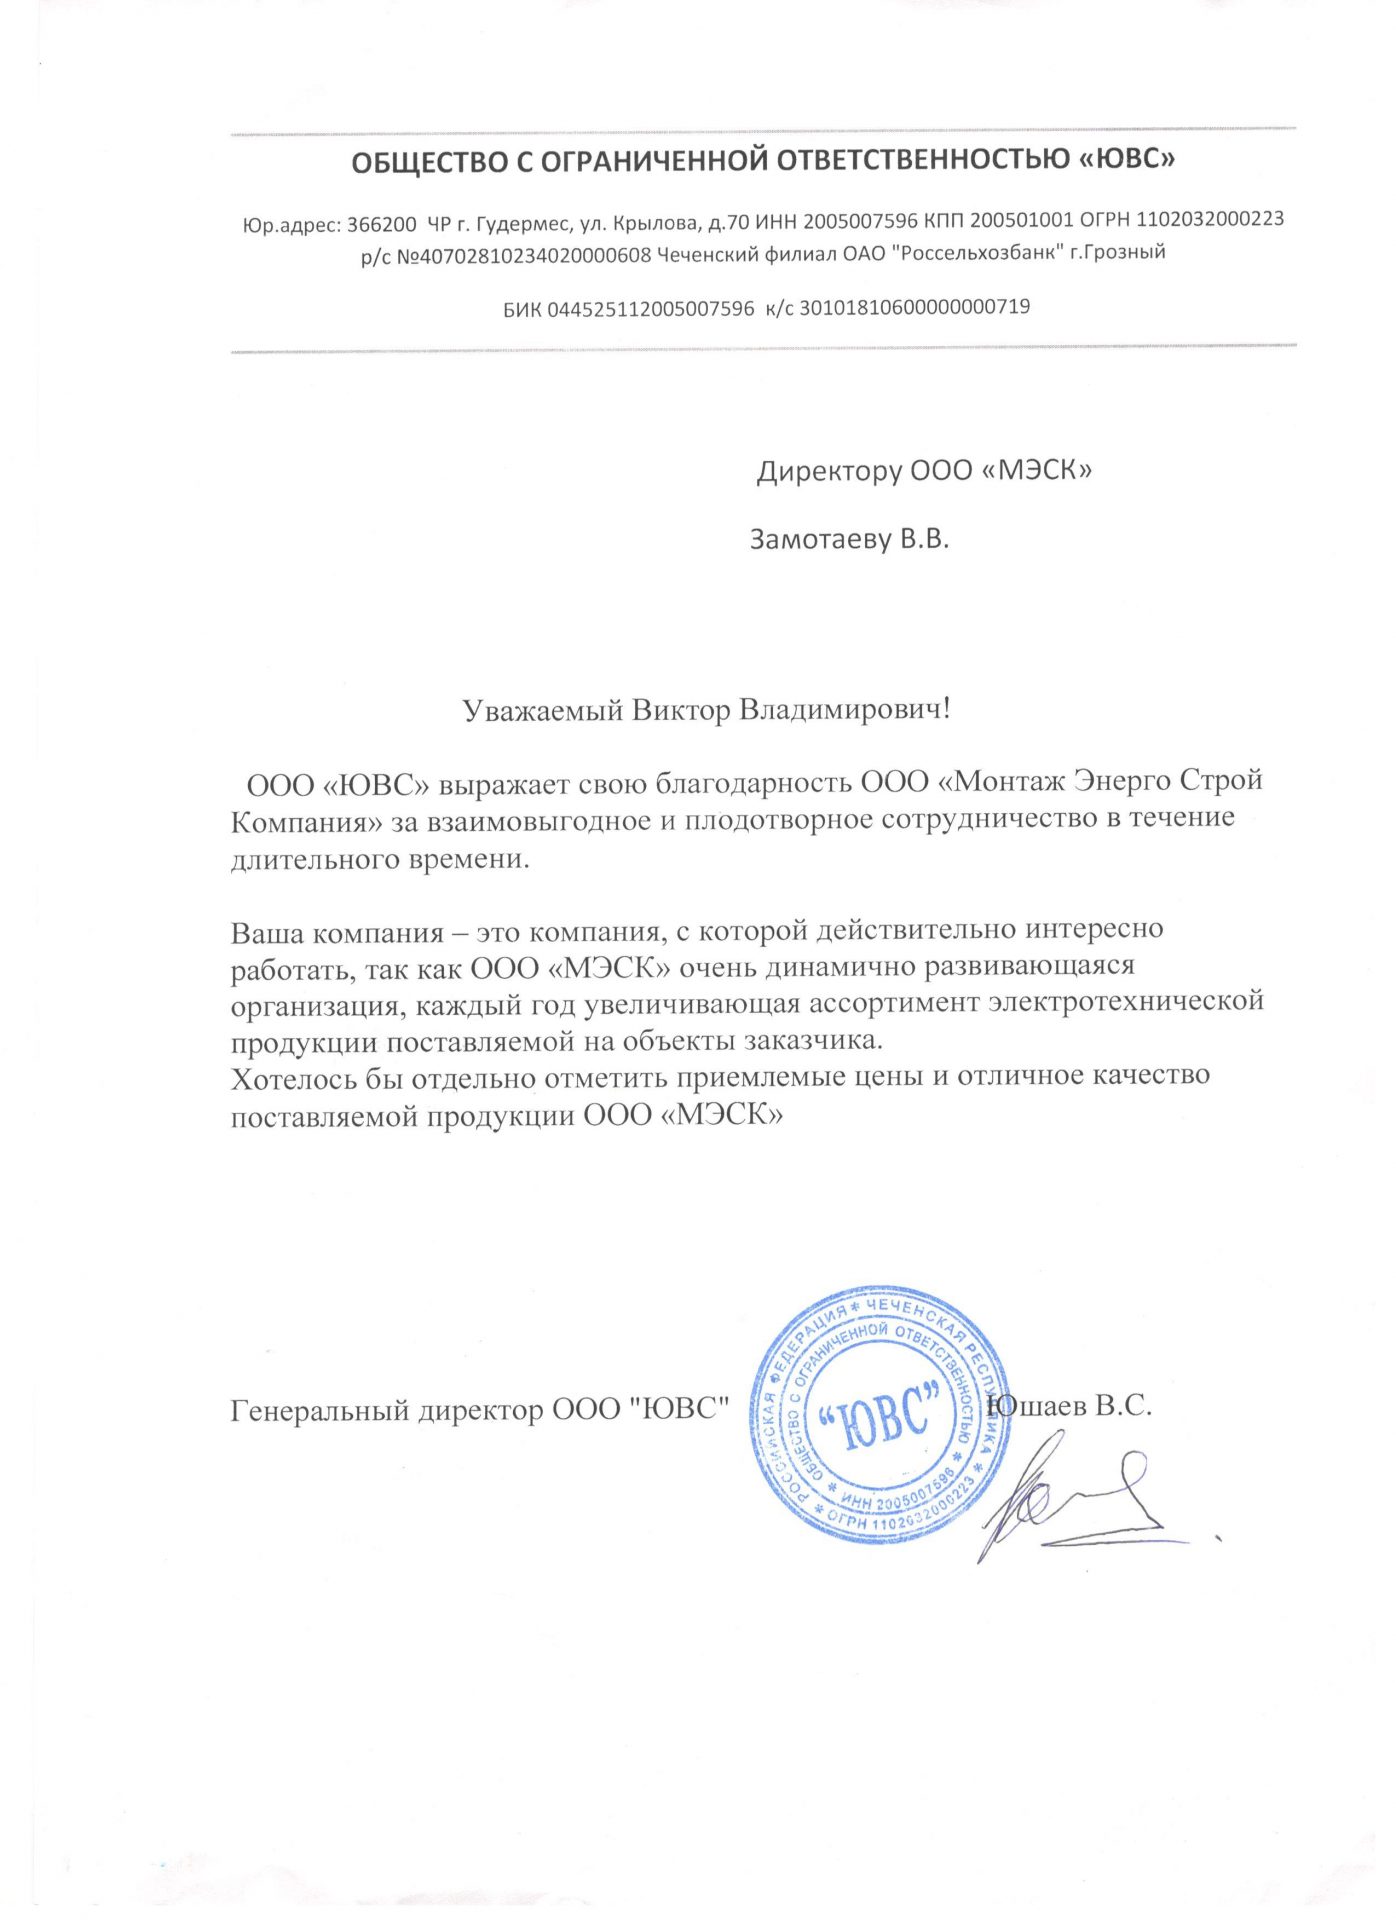 ОБЩЕСТВО С ОГРАНИЧЕННОЙ ОТВЕТСТВЕННОСТЬЮ «ЮВС»
Юр.адрес: 366200 ЧР г. Гудермес, ул. Крылова, д.70 ИНН 2005007596 КПП 200501001 ОГРН 1102032000223
р/с №40702810234020000608 Чеченский филиал ОАО "Россельхозбанк" г.Грозный
БИК 044525112005007596 к/с 30101810600000000719
Директору ООО «МЭСК»
Замотаеву В.В.
Уважаемый Виктор Владимирович!
ООО «ЮВС» выражает свою благодарность ООО «Монтаж Энерго Строй
Компания» за взаимовыгодное и плодотворное сотрудничество в течение
длительного времени.
Ваша компания – это компания, с которой действительно интересно
работать, так как ООО «МЭСК» очень динамично развивающаяся
организация, каждый год увеличивающая ассортимент электротехнической
продукции поставляемой на объекты заказчика.
Хотелось бы отдельно отметить приемлемые цены и отличное качество
поставляемой продукции ООО «МЭСК»
Генеральный директор ООО "ЮВС" Юшаев В.С.
РОССИЙСКАЯ ФЕДЕРАЦИЯ * ЧЕЧЕНСКАЯ РЕСПУБЛИКА *
* ОГРН 1102032000223
ОБЩЕСТВО С ОГРАНИЧЕННОЙ ОТВЕТСТВЕННОСТЬЮ
* ИНН 2005007596 *
“ЮВС”